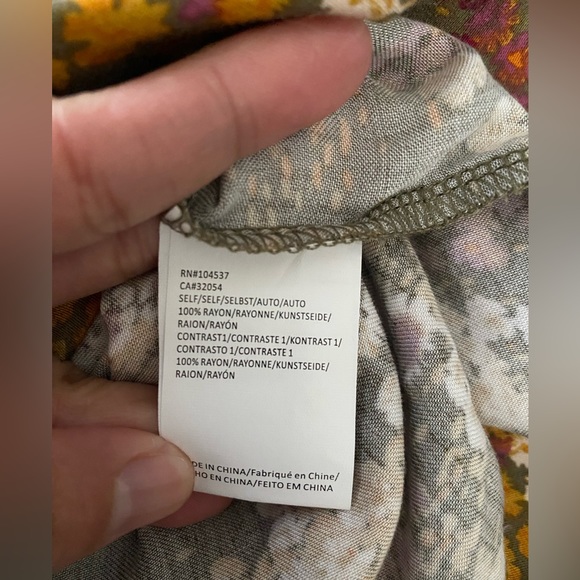 RN#104537
CA#32054
SELF/SELF/SELBST/AUTO/AUTO
100% RAYON/RAYONNE/KUNSTSEIDE/
RAION/RAYÓN
CONTRAST1/CONTRASTE 1/KONTRAST 1/
CONTRASTO 1/CONTRASTE 1
100% RAYON/RAYONNE/KUNSTSEIDE/
RAION/RAYÓN
DE IN CHINA/Fabriqué en Chine/
HO EN CHINA/FEITO EM CHINA